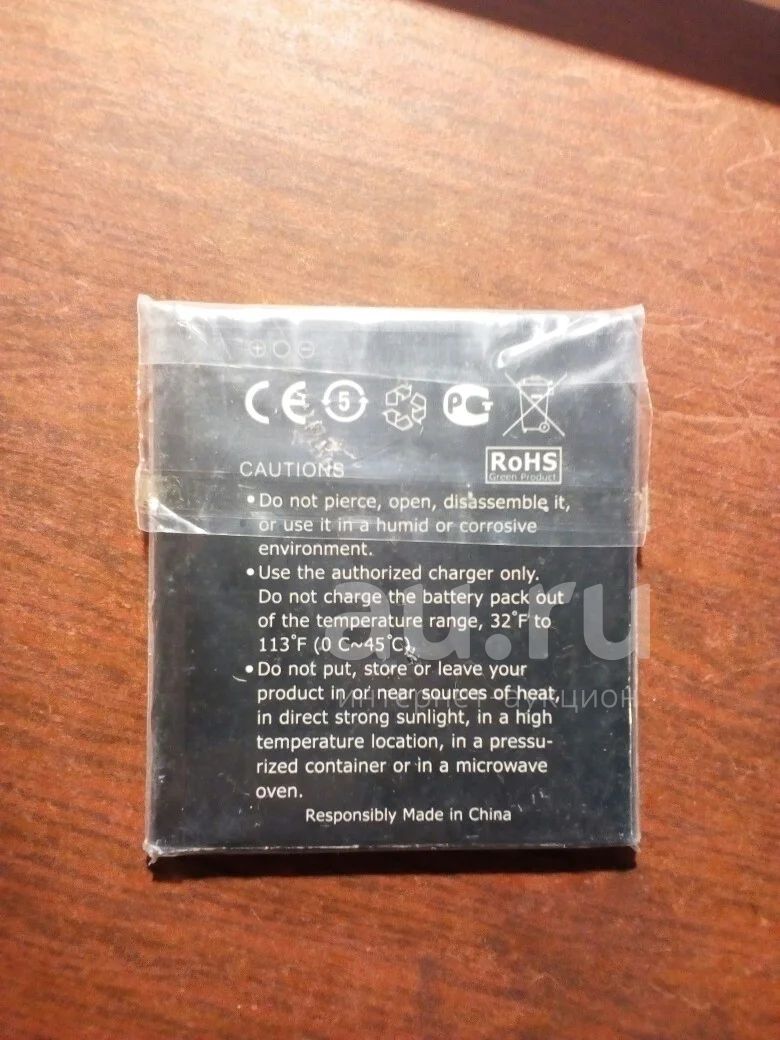 CE 5 PCT
CAUTIONS
RoHS
Green Product
•Do not pierce, open, disassemble it,
or use it in a humid or corrosive
environment.
•Use the authorized charger only.
Do not charge the battery pack out
of the temperature range, 32°F to
113°F (0 C~45°C).
•Do not put, store or leave your
product in or near sources of heat,
in direct strong sunlight, in a high
temperature location, in a pressu-
rized container or in a microwave
oven.
Responsibly Made in China
au.ru
интернет аукцион